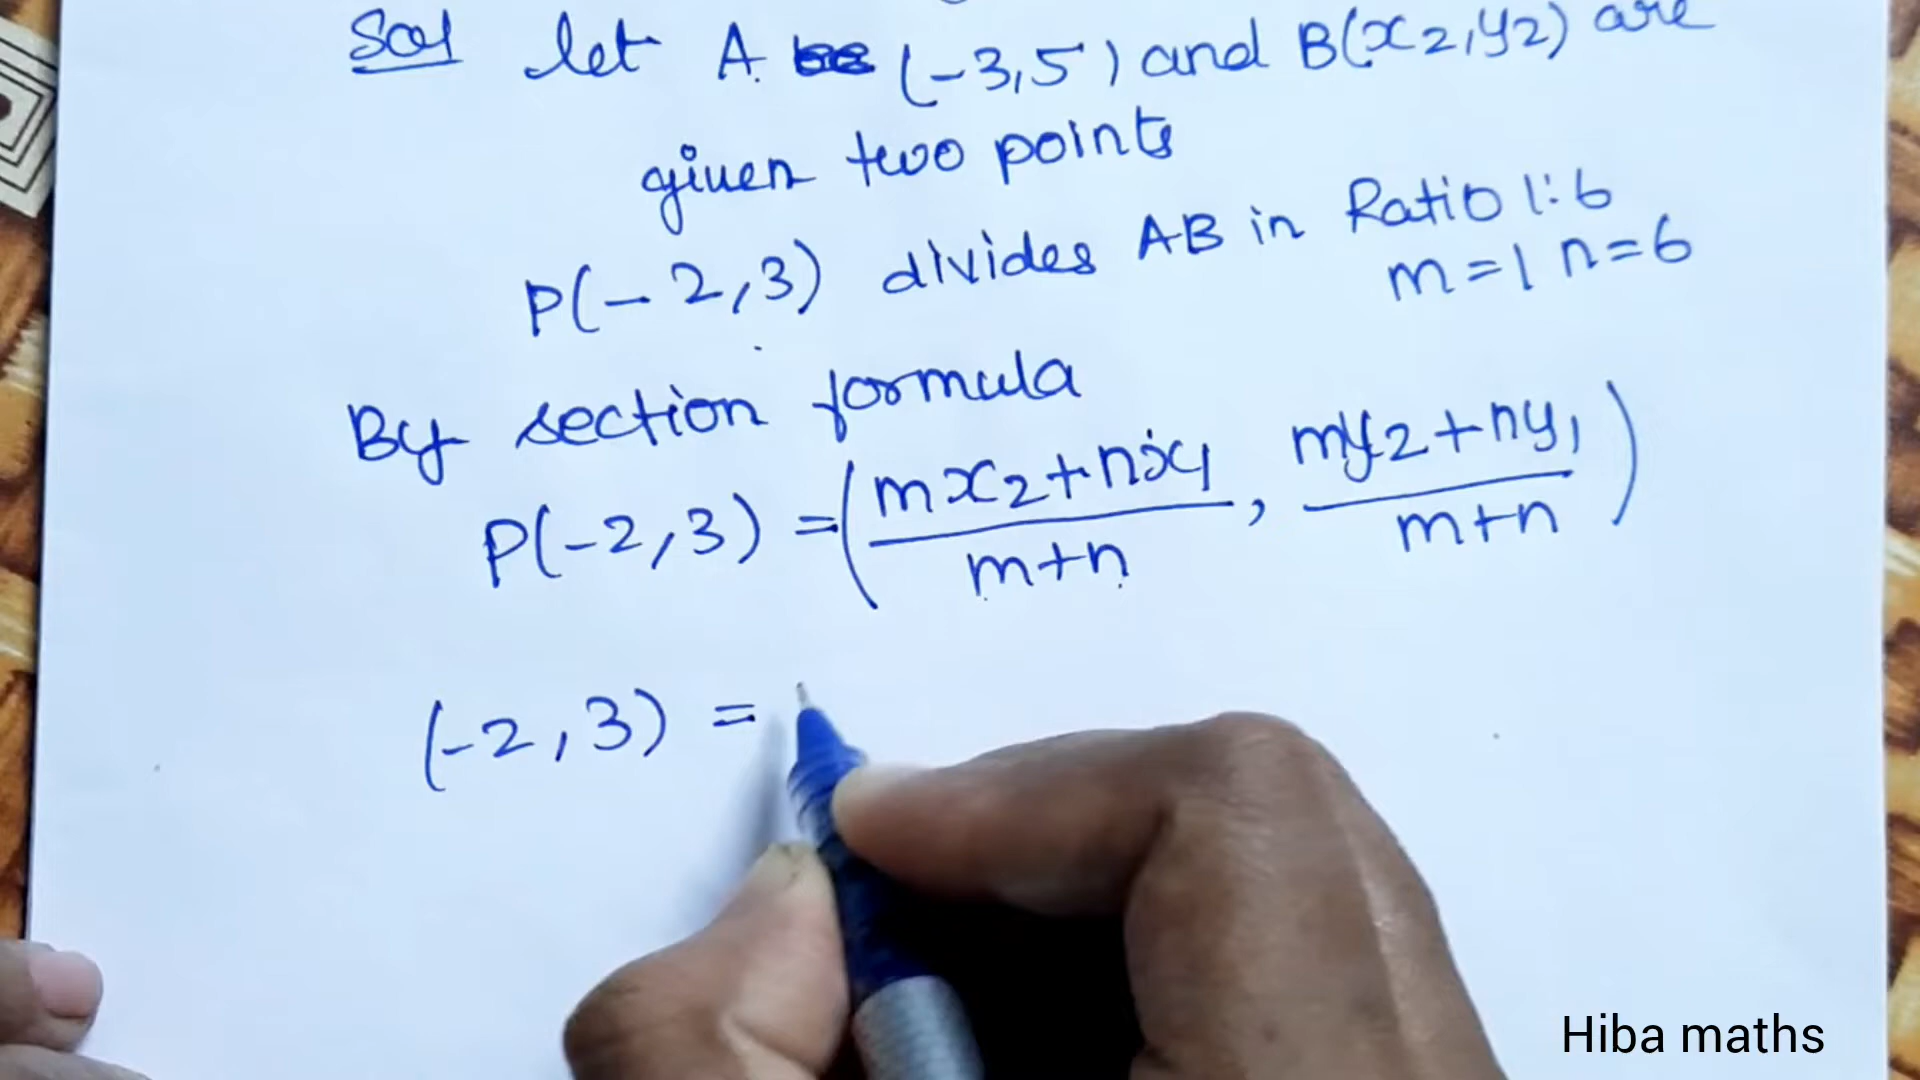 Sol let A (-3,5) and B(x2,y2) are
given two points
P(-2,3) divides AB in Ratio 1:6
m=1 n=6
By section formula
P(-2,3) = (mx2+nx1/m+n, my2+ny1/m+n)
(-2,3) =
Hiba maths